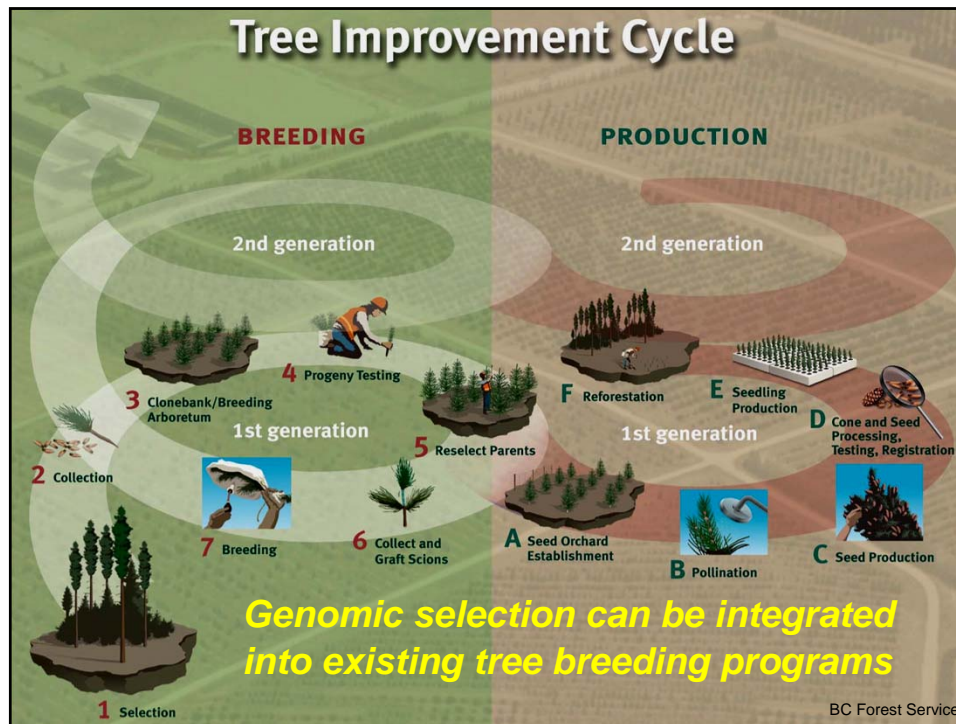 Tree Improvement Cycle
BREEDING
PRODUCTION
2nd generation
2nd generation
3 Clonebank/Breeding
Arboretum
4 Progeny Testing
F Reforestation
E Seedling
Production
D Cone and Seed
Processing,
Testing, Registration
2 Collection
1st generation
5 Reselect Parents
1st generation
7 Breeding
6 Collect and
Graft Scions
A Seed Orchard
Establishment
B Pollination
C Seed Production
Genomic selection can be integrated
into existing tree breeding programs
1 Selection
BC Forest Service